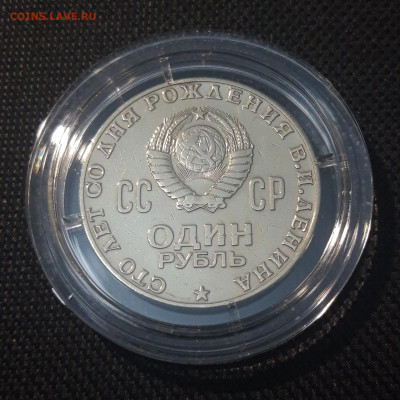 COINS.LAVE.RU
СТО ЛЕТ СО ДНЯ РОЖДЕНИЯ В.И.ЛЕНИНА
СС СР
ОДИН
РУБЛЬ